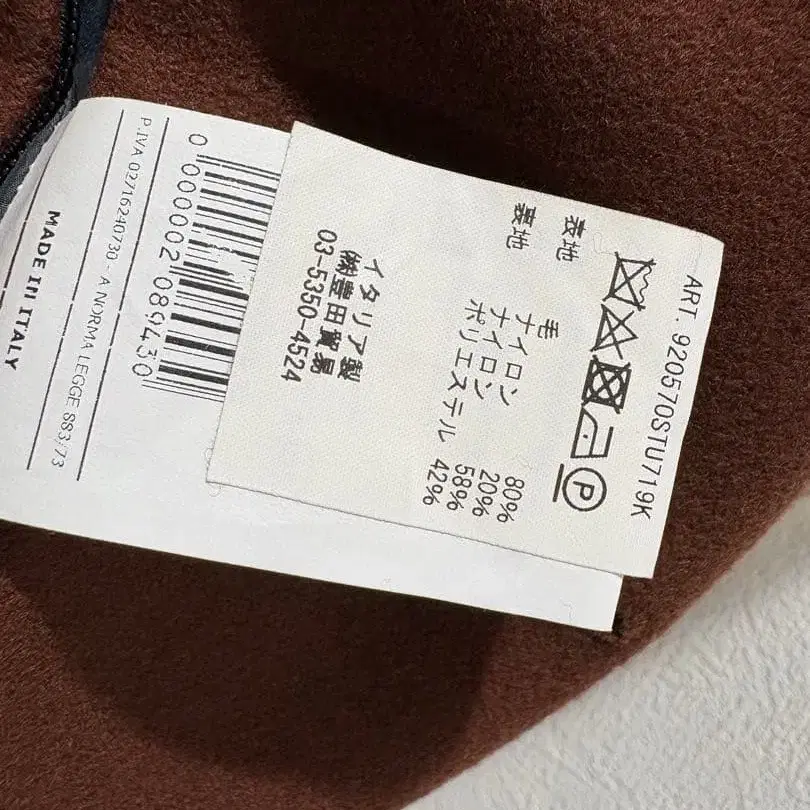 ART. 920570STU719K
P
表地 毛 80%
ナイロン 20%
裏地 ナイロン 58%
ポリエステル 42%
イタリア製
㈱豊田貿易
03-5350-4524
0 000002 089430
P.IVA 02716240730 - A NORMA LEGGE 883/73
MADE IN ITALY